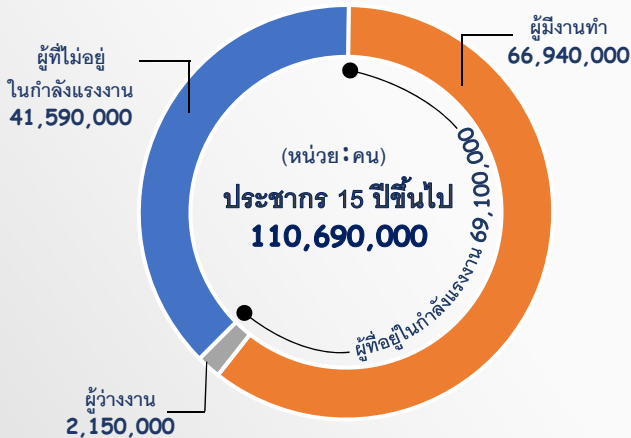 ผู้ที่ไม่อยู่
ในกำลังแรงงาน
41,590,000
ผู้มีงานทำ
66,940,000
(หน่วย:คน)
ประชากร 15 ปีขึ้นไป
110,690,000
ผู้ที่อยู่ในกำลังแรงงาน 69,100,000
ผู้ว่างงาน
2,150,000